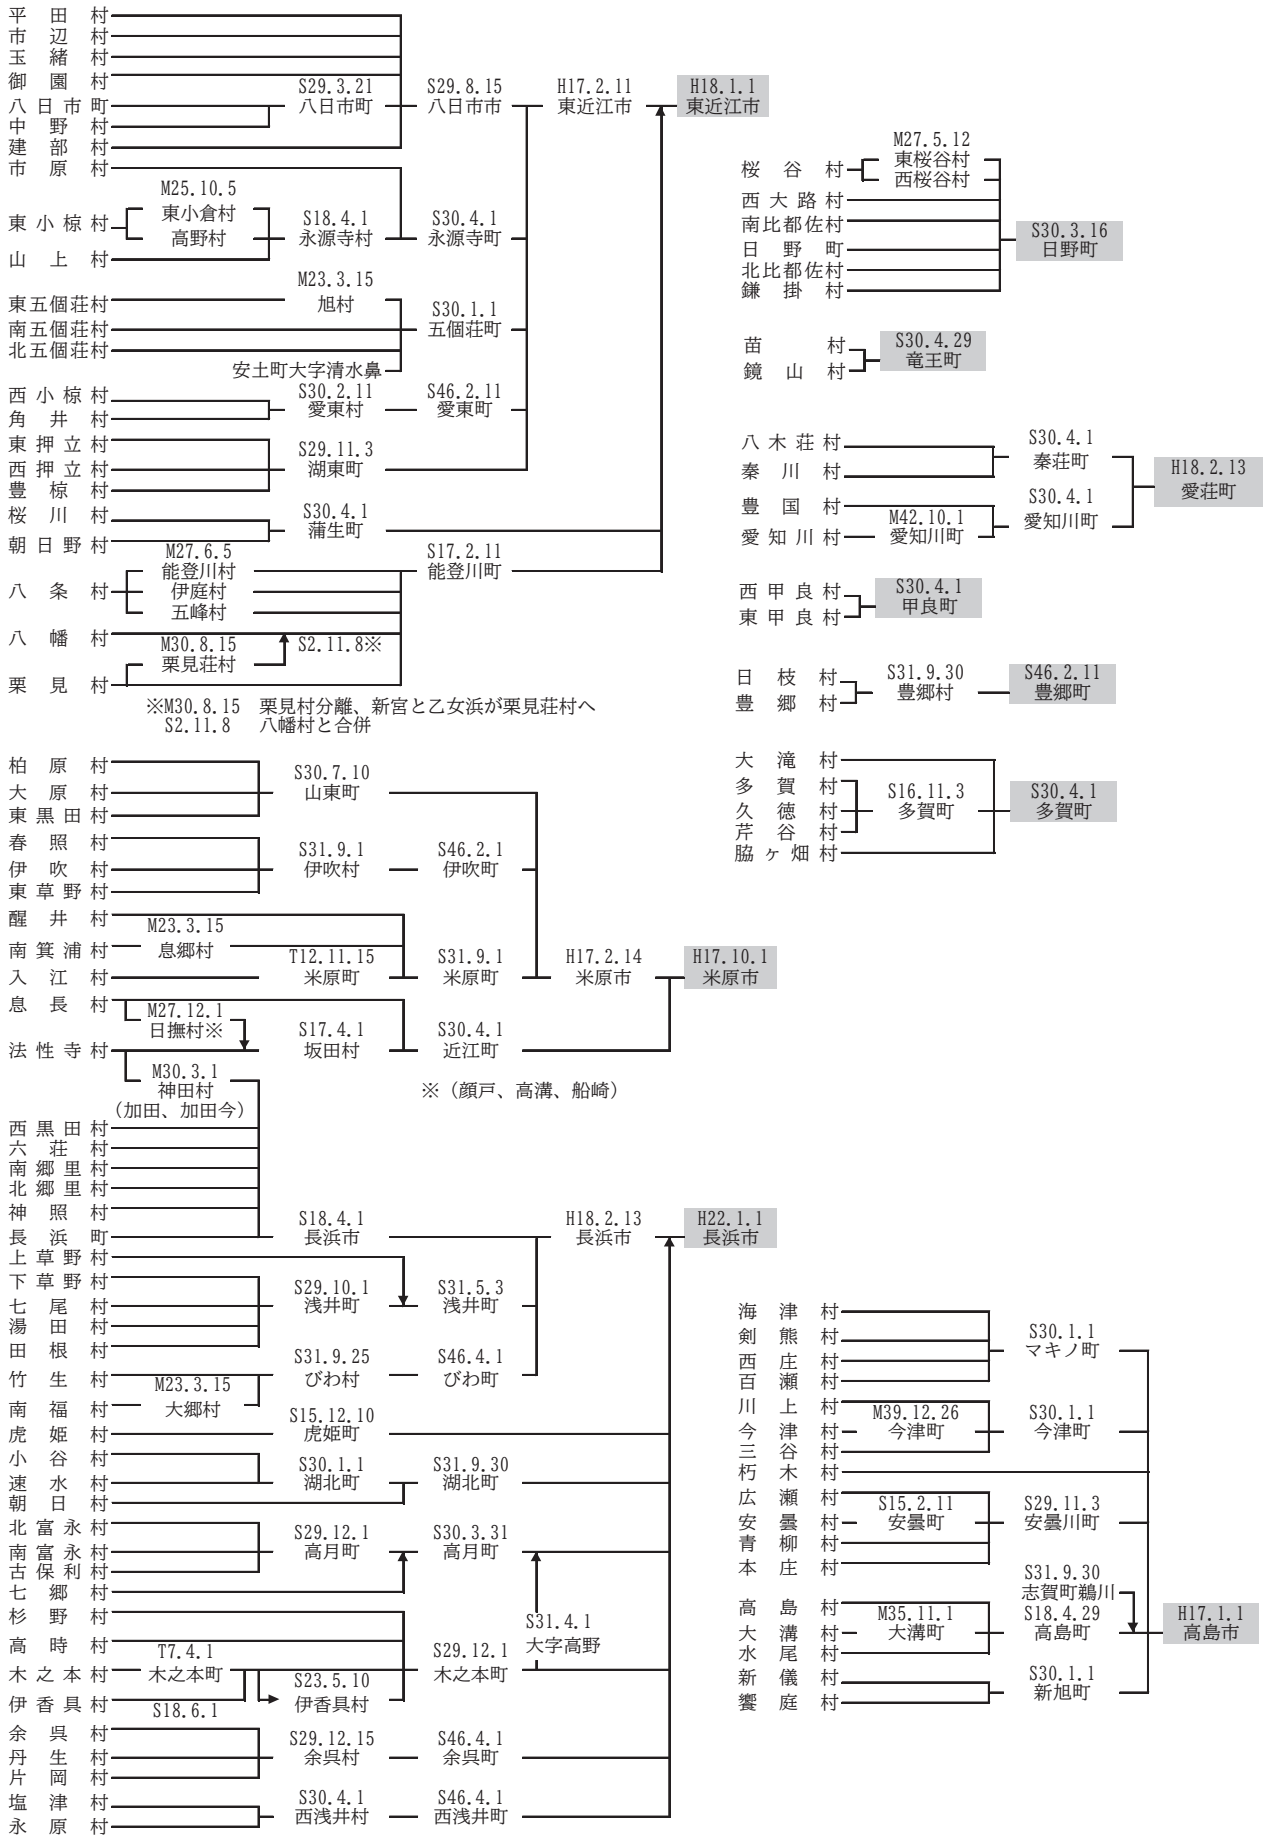 平田村
市辺村
玉緒村
御園村
八日市町
中野村
建部村
市原村
S29.3.21
八日市町
S29.8.15
八日市市
H17.2.11
東近江市
H18.1.1
東近江市
東小椋村
M25.10.5
東小倉村
高野村
山上村
S18.4.1
永源寺村
S30.4.1
永源寺町
東五個荘村
M23.3.15
旭村
南五個荘村
北五個荘村
安土町大字清水鼻
S30.1.1
五個荘町
西小椋村
角井村
S30.2.11
愛東村
S46.2.11
愛東町
東押立村
西押立村
豊椋村
S29.11.3
湖東町
桜川村
朝日野村
S30.4.1
蒲生町
八条村
M27.6.5
能登川村
伊庭村
五峰村
S17.2.11
能登川町
八幡村
M30.8.15
栗見荘村
S2.11.8※
栗見村
※M30.8.15 栗見村分離、新宮と乙女浜が栗見荘村へ
S2.11.8 八幡村と合併
柏原村
大原村
東黒田村
S30.7.10
山東町
春照村
伊吹村
東草野村
S31.9.1
伊吹村
S46.2.1
伊吹町
醒井村
南箕浦村
M23.3.15
息郷村
入江村
T12.11.15
米原町
S31.9.1
米原町
H17.2.14
米原市
H17.10.1
米原市
息長村
M27.12.1
日撫村※
法性寺村
S17.4.1
坂田村
S30.4.1
近江町
M30.3.1
神田村
(加田、加田今)
※(顔戸、高溝、船崎)
西黒田村
六荘村
南郷里村
北郷里村
神照村
長浜町
S18.4.1
長浜市
H18.2.13
長浜市
H22.1.1
長浜市
上草野村
下草野村
七尾村
湯田村
田根村
S29.10.1
浅井町
S31.5.3
浅井町
竹生村
M23.3.15
大郷村
南福村
S31.9.25
びわ村
S46.4.1
びわ町
虎姫村
S15.12.10
虎姫町
小谷村
速水村
朝日村
S30.1.1
湖北町
S31.9.30
湖北町
北富永村
南富永村
古保利村
七郷村
S29.12.1
高月町
S30.3.31
高月町
杉野村
高時村
木之本村
伊香具村
T7.4.1
木之本町
S18.6.1
S23.5.10
伊香具村
S29.12.1
木之本町
S31.4.1
大字高野
余呉村
丹生村
片岡村
S29.12.15
余呉村
S46.4.1
余呉町
塩津村
永原村
S30.4.1
西浅井村
S46.4.1
西浅井町
桜谷村
M27.5.12
東桜谷村
西桜谷村
西大路村
南比都佐村
日野町
北比都佐村
鎌掛村
S30.3.16
日野町
苗村
鏡山村
S30.4.29
竜王町
八木荘村
秦川村
S30.4.1
秦荘町
豊国村
愛知川村
M42.10.1
愛知川町
S30.4.1
愛知川町
H18.2.13
愛荘町
西甲良村
東甲良村
S30.4.1
甲良町
日枝村
豊郷村
S31.9.30
豊郷村
S46.2.11
豊郷町
大滝村
多賀村
久徳村
芹谷村
脇ヶ畑村
S16.11.3
多賀町
S30.4.1
多賀町
海津村
剣熊村
西庄村
百瀬村
S30.1.1
マキノ町
川上村
今津村
三谷村
M39.12.26
今津町
S30.1.1
今津町
朽木村
広瀬村
安曇村
青柳村
本庄村
S15.2.11
安曇町
S29.11.3
安曇川町
S31.9.30
志賀町鵜川
高島村
大溝村
水尾村
M35.11.1
大溝町
S18.4.29
高島町
H17.1.1
高島市
新儀村
饗庭村
S30.1.1
新旭町